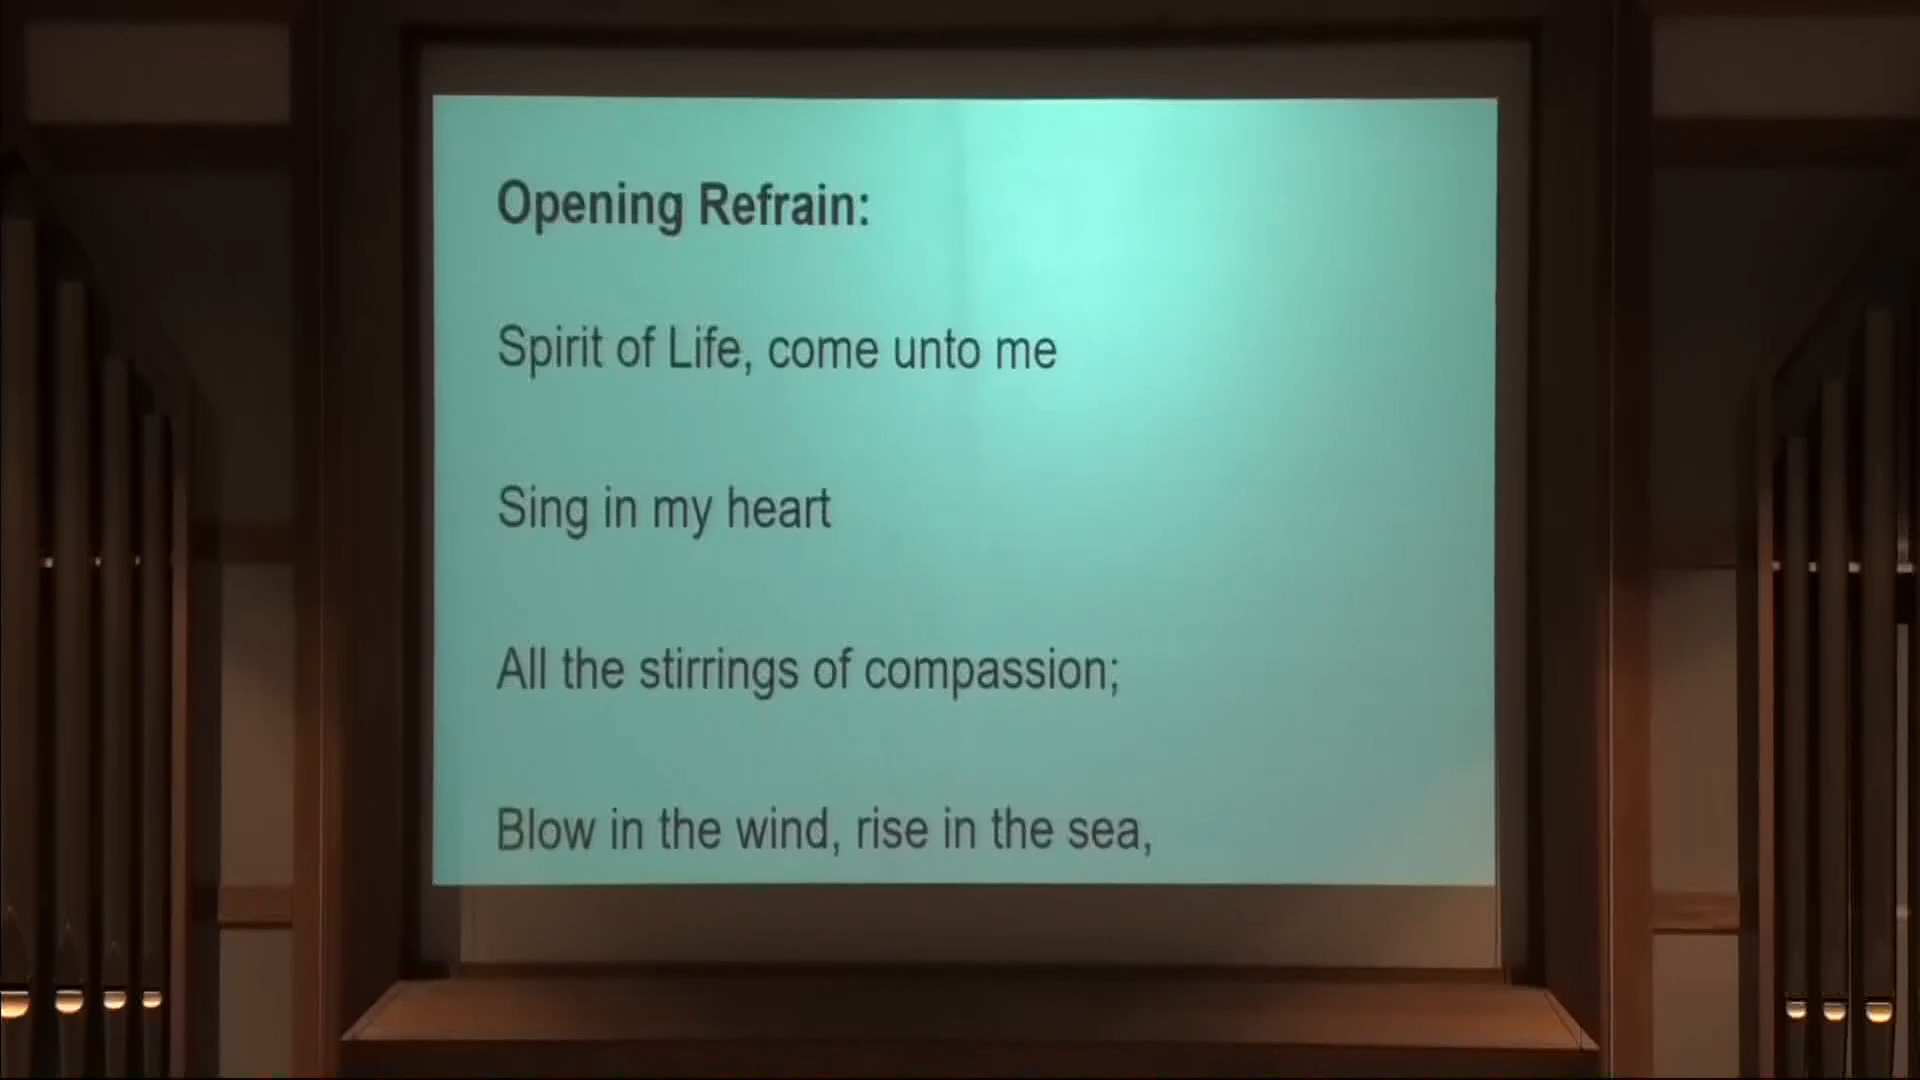 Opening Refrain:
Spirit of Life, come unto me
Sing in my heart
All the stirrings of compassion;
Blow in the wind, rise in the sea,